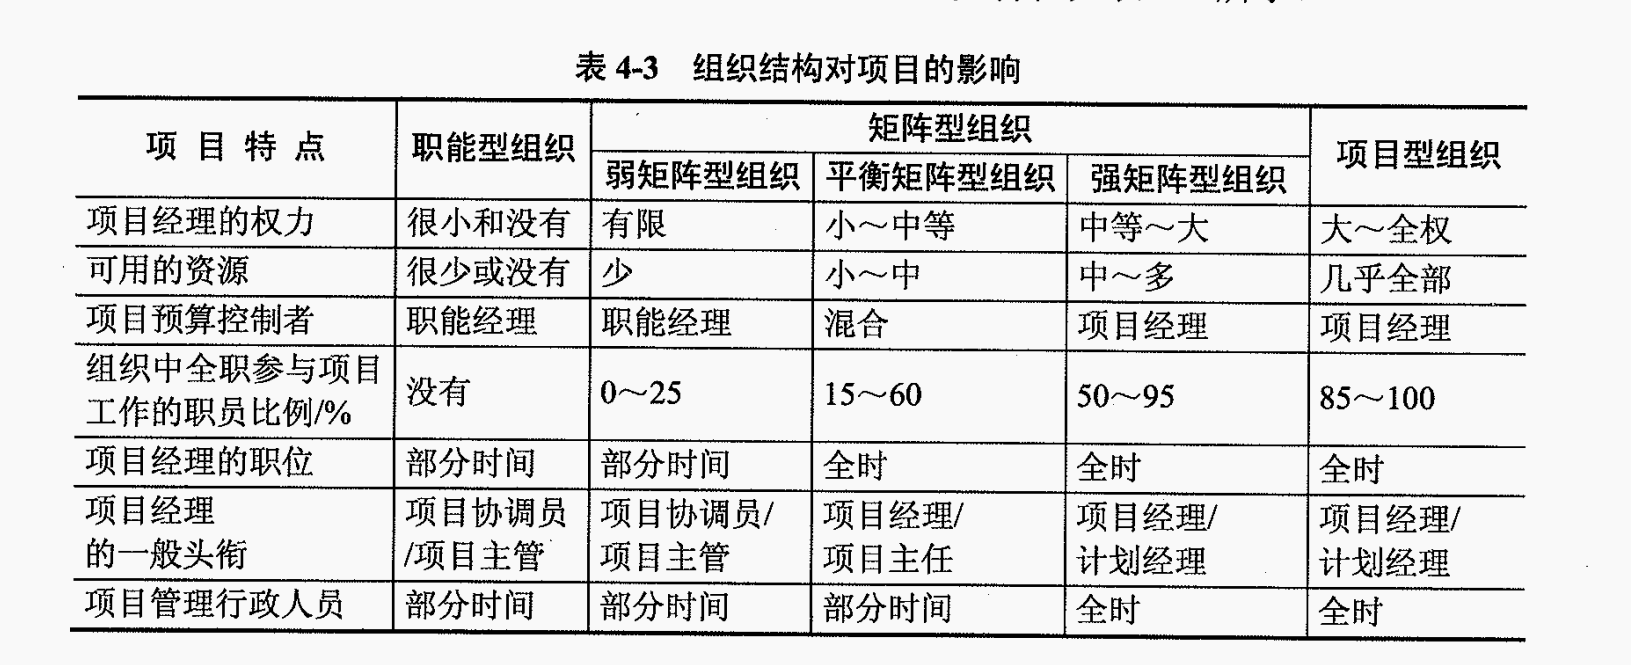 表 4-3 组织结构对项目的影响
项 目 特 点 职能型组织 矩阵型组织 项目型组织
弱矩阵型组织 平衡矩阵型组织 强矩阵型组织
项目经理的权力 很小和没有 有限 小～中等 中等～大 大～全权
可用的资源 很少或没有 少 小～中 中～多 几乎全部
项目预算控制者 职能经理 职能经理 混合 项目经理 项目经理
组织中全职参与项目
工作的职员比例/% 没有 0～25 15～60 50～95 85～100
项目经理的职位 部分时间 部分时间 全时 全时 全时
项目经理 项目协调员 项目协调员/ 项目经理/ 项目经理/ 项目经理/
的一般头衔 /项目主管 项目主管 项目主任 计划经理 计划经理
项目管理行政人员 部分时间 部分时间 部分时间 全时 全时